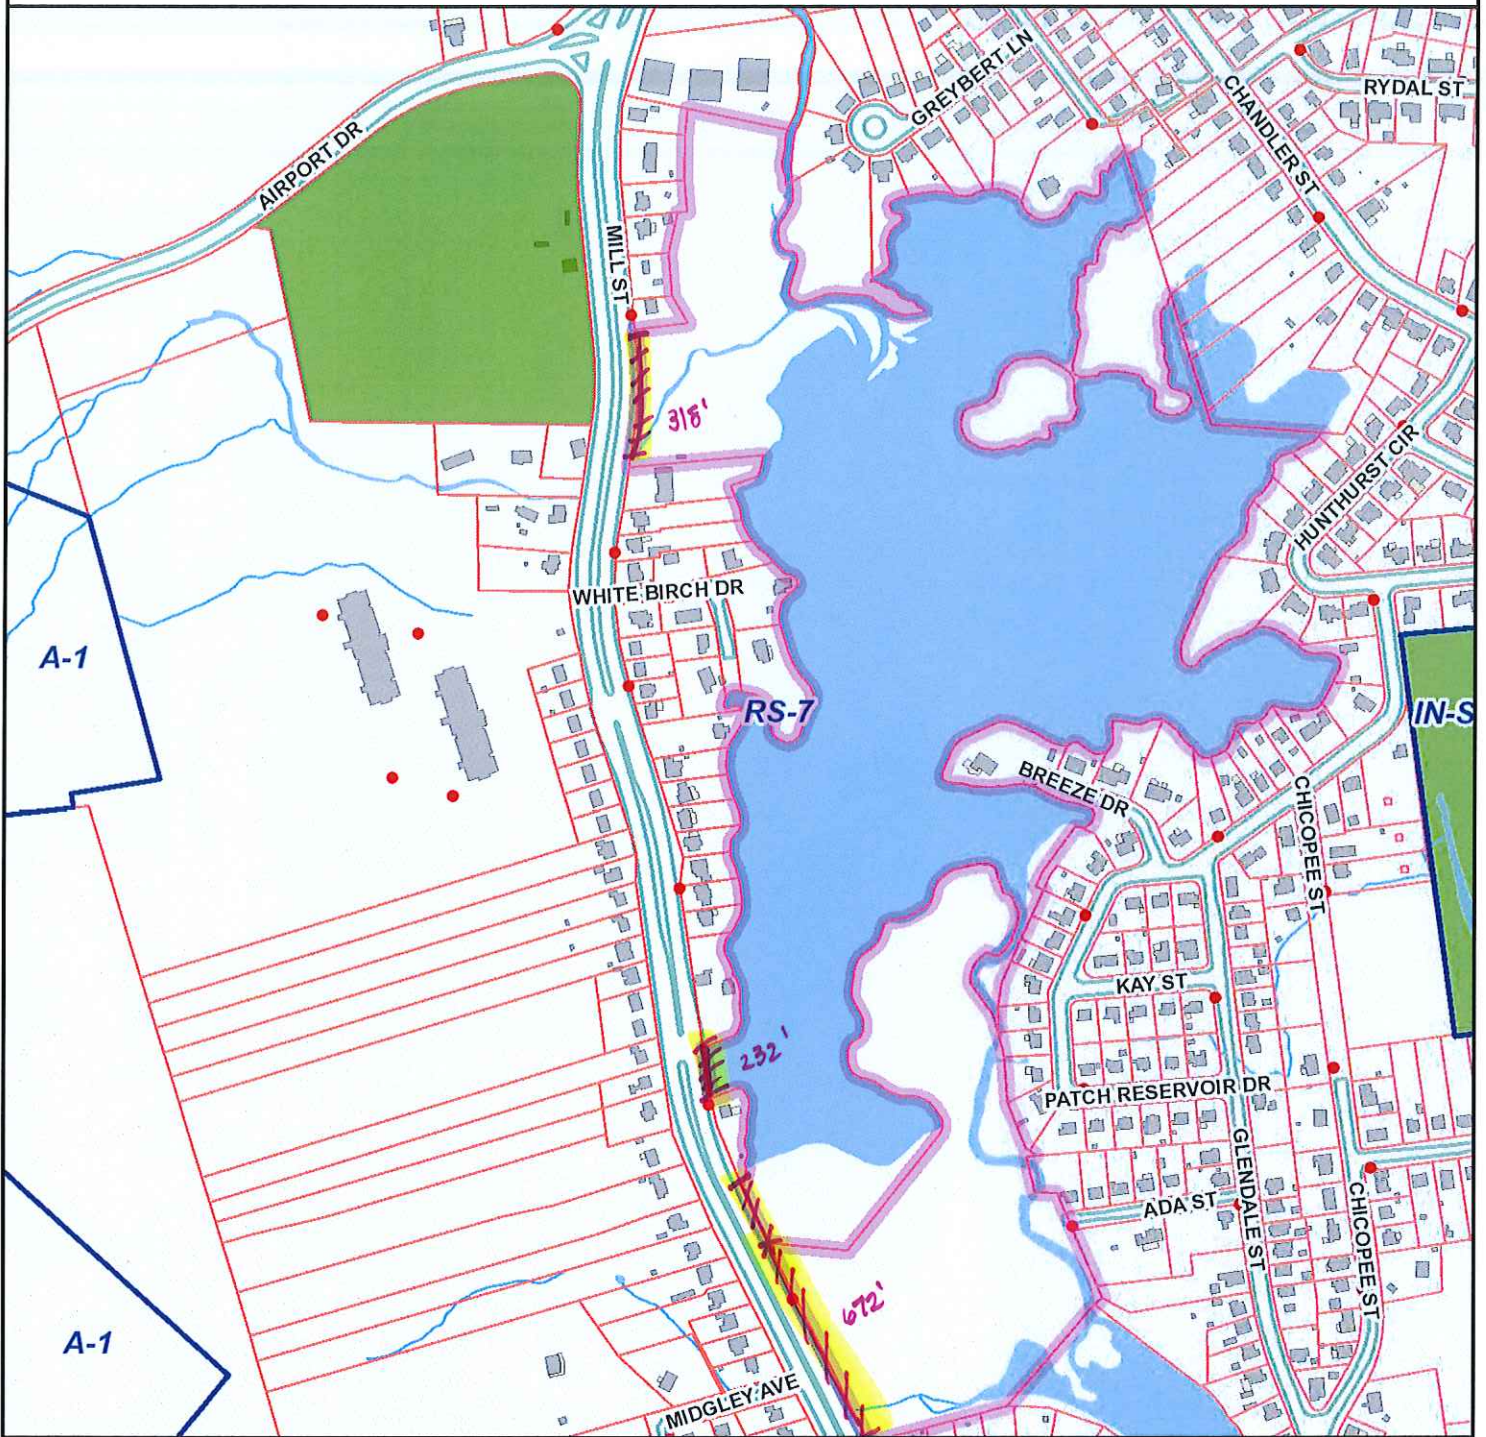 GREYBERT LN
RYDAL ST
CHANDLER ST
AIRPORT DR
MILL ST
318'
HUNTHURST CIR
WHITE BIRCH DR
A-1
RS-7
IN-S
BREEZE DR
CHICOPEE ST
KAY ST
232'
PATCH RESERVOIR DR
GLENDALE ST
ADA ST
CHICOPEE ST
672'
A-1
MIDGLEY AVE